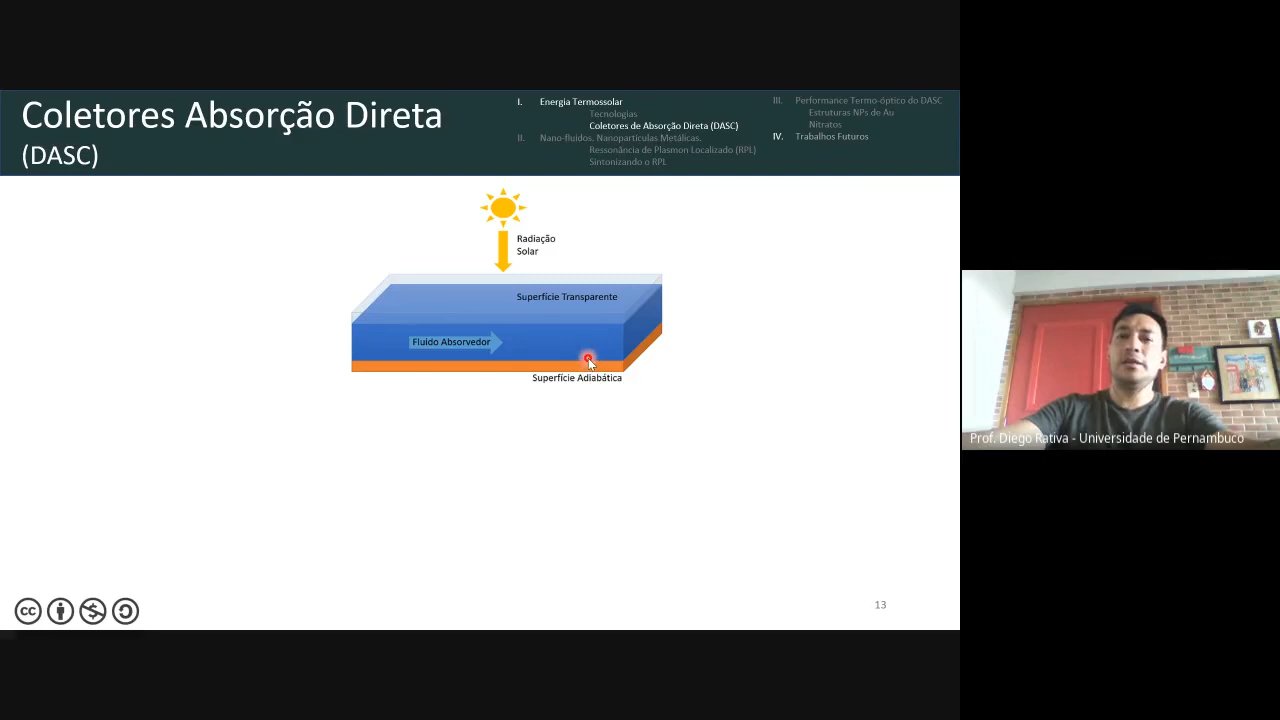 Coletores Absorção Direta
(DASC)
I. Energia Termossolar
Tecnologias
Coletores de Absorção Direta (DASC)
II. Nano-fluidos. Nanopartículas Metálicas.
Ressonância de Plasmon Localizado (RPL)
Sintonizando o RPL
III. Performance Termo-óptico do DASC
Estruturas NPs de Au
Nitratos
IV. Trabalhos Futuros
Radiação
Solar
Superfície Transparente
Fluido Absorvedor
Superfície Adiabática
Prof. Diego Rativa - Universidade de Pernambuco
cc
13